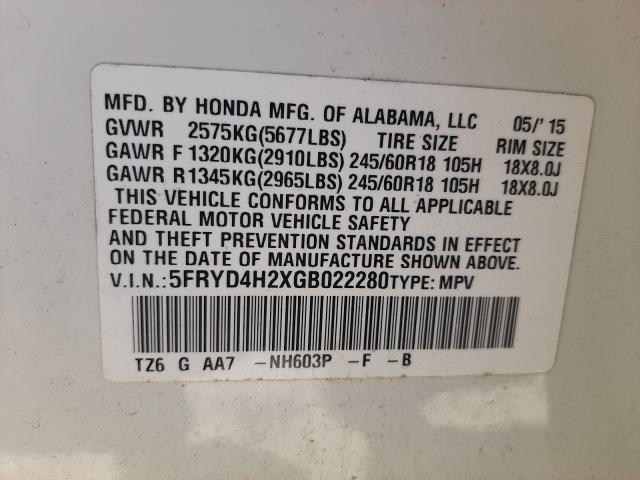 MFD. BY HONDA MFG. OF ALABAMA, LLC 05/'15
GVWR 2575KG(5677LBS) TIRE SIZE RIM SIZE
GAWR F 1320KG(2910LBS) 245/60R18 105H 18X8.0J
GAWR R1345KG(2965LBS) 245/60R18 105H 18X8.0J
THIS VEHICLE CONFORMS TO ALL APPLICABLE
FEDERAL MOTOR VEHICLE SAFETY
AND THEFT PREVENTION STANDARDS IN EFFECT
ON THE DATE OF MANUFACTURE SHOWN ABOVE.
V.I.N.:5FRYD4H2XGB022280TYPE: MPV
TZ6 G AA7 -NH603P -F -B